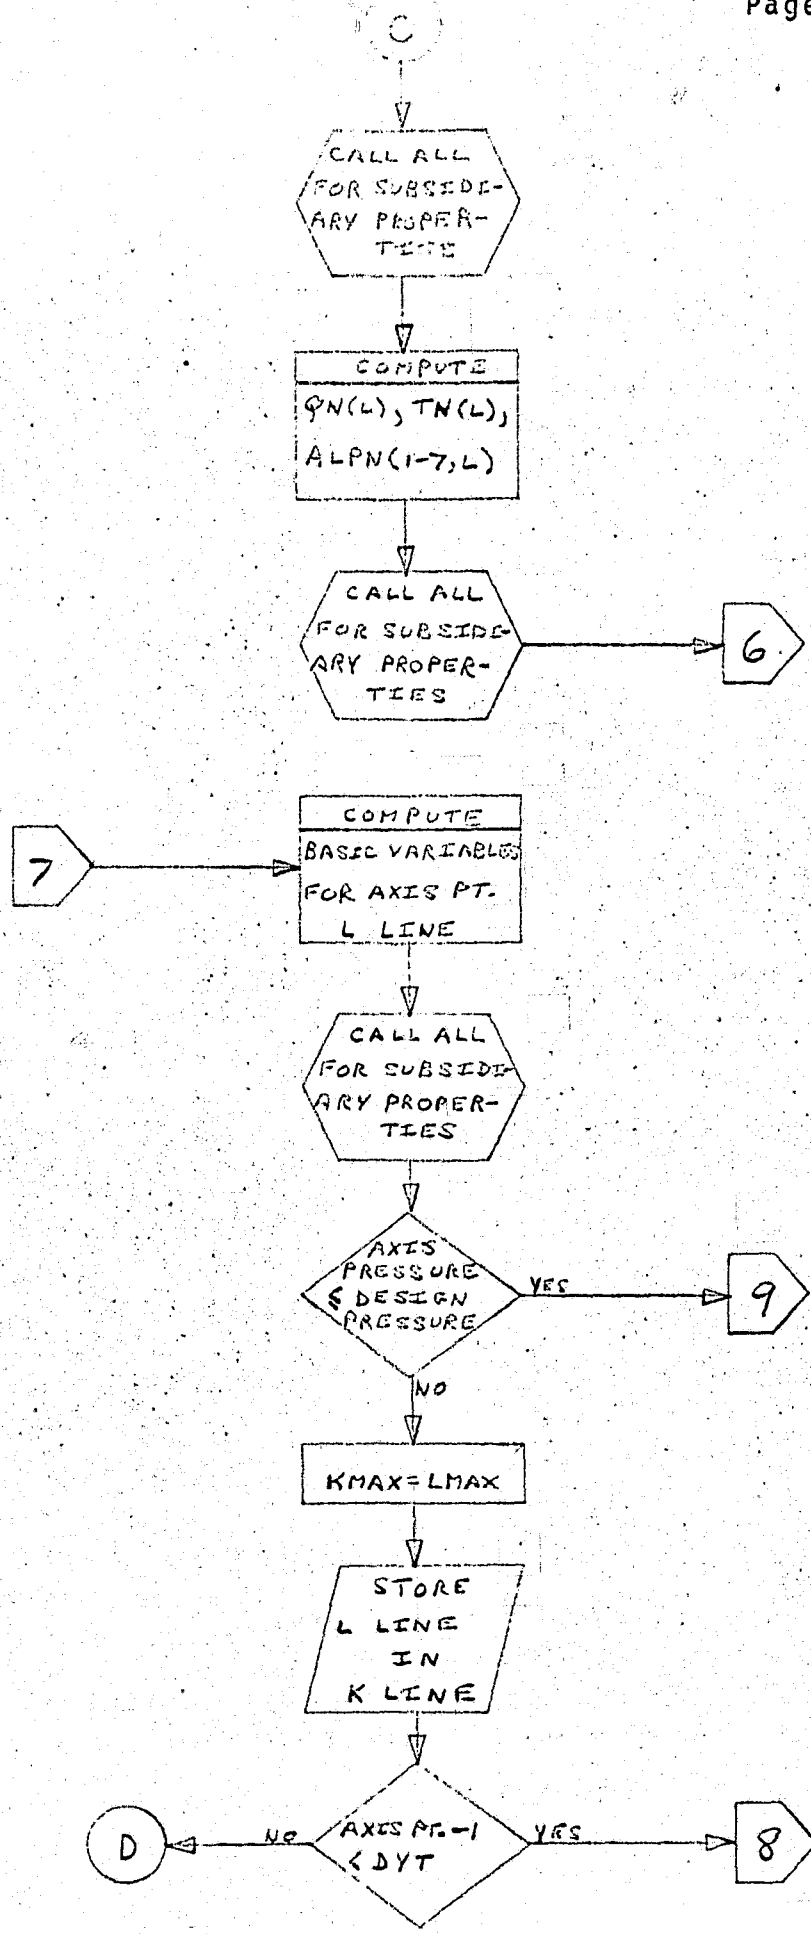 Page
C
CALL ALL
FOR SUBSIDI-
ARY PROPER-
TIES
COMPUTE
QN(L), TN(L),
ALPN(1-7,L)
CALL ALL
FOR SUBSIDI-
ARY PROPER-
TIES
6
7
COMPUTE
BASIC VARIABLES
FOR AXIS PT.
L LINE
CALL ALL
FOR SUBSIDI-
ARY PROPER-
TIES
AXIS
PRESSURE
≤ DESIGN
PRESSURE
YES
9
NO
KMAX=LMAX
STORE
L LINE
IN
K LINE
D
NO
AXIS PT.-1
< DYT
YES
8